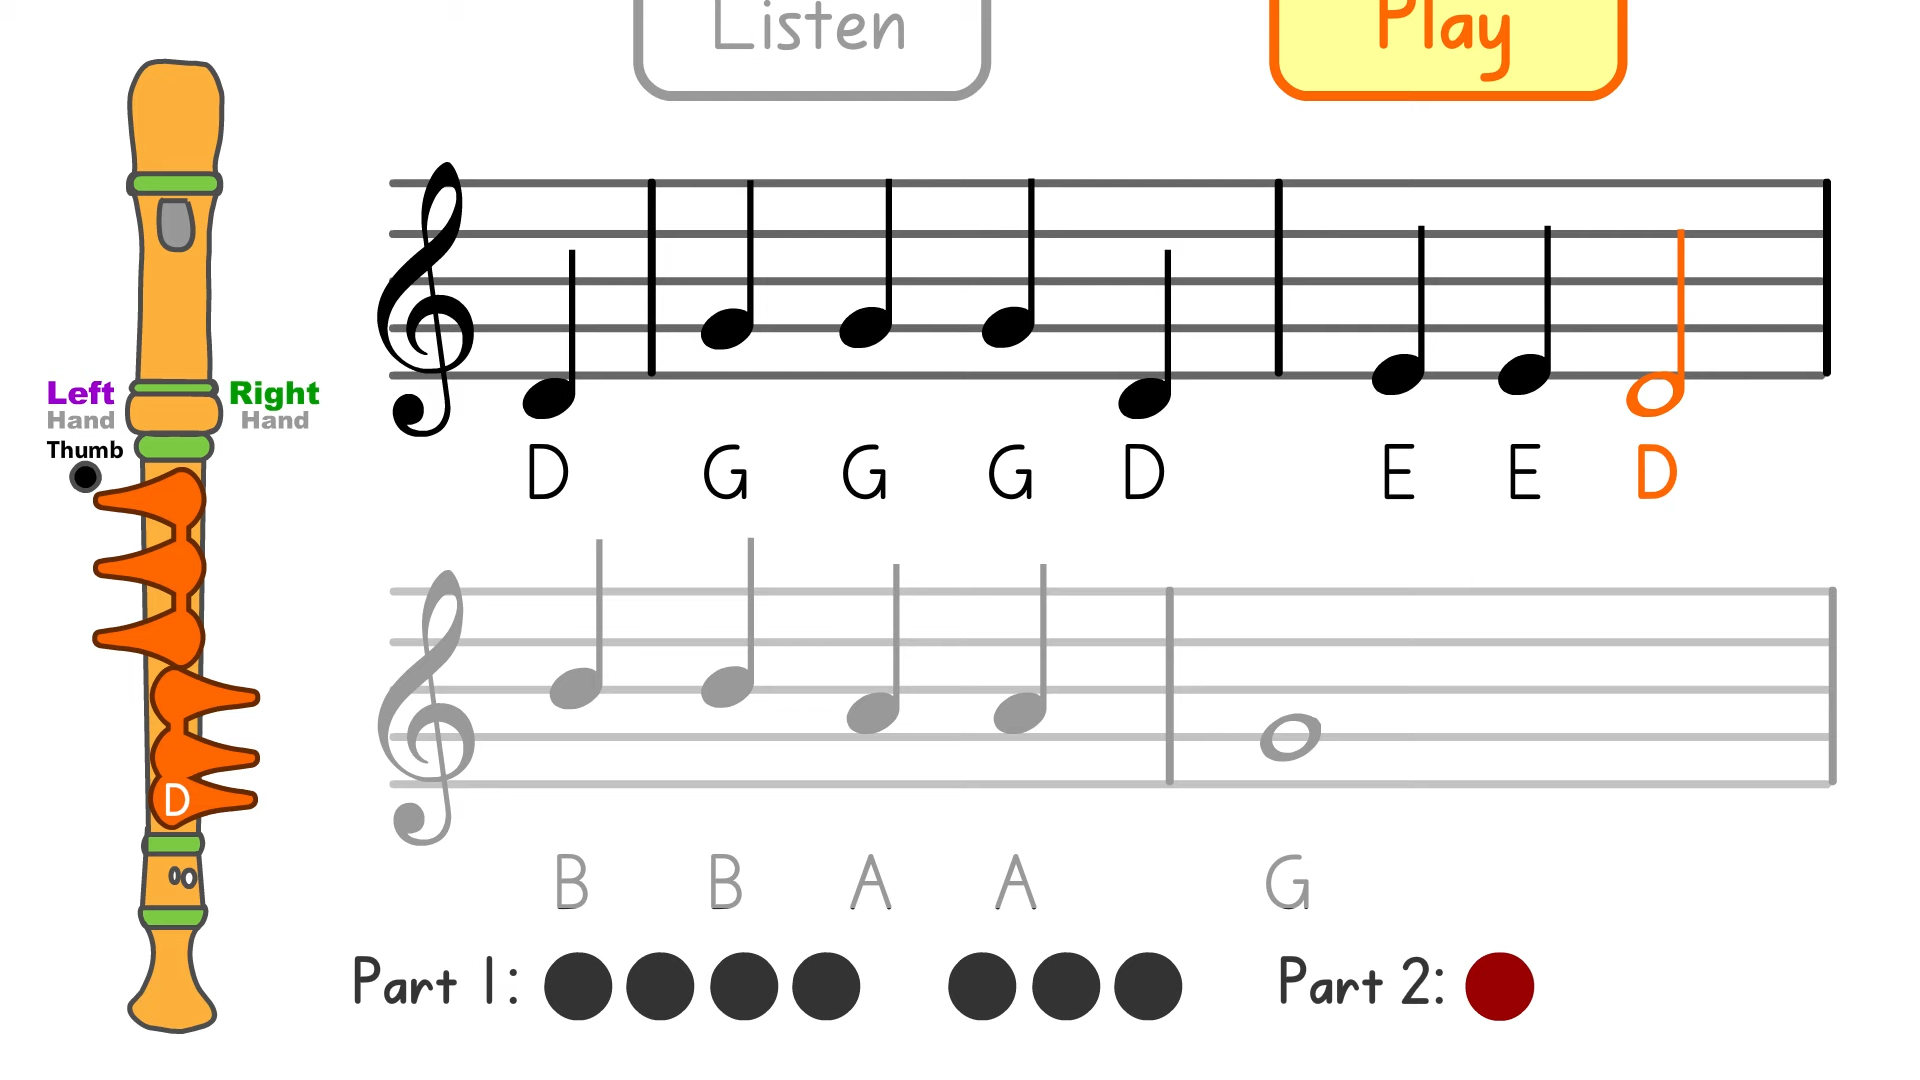 Listen Play
Left Right
Hand Hand
Thumb
D G G G D E E D
D
B B A A G
Part 1: Part 2: